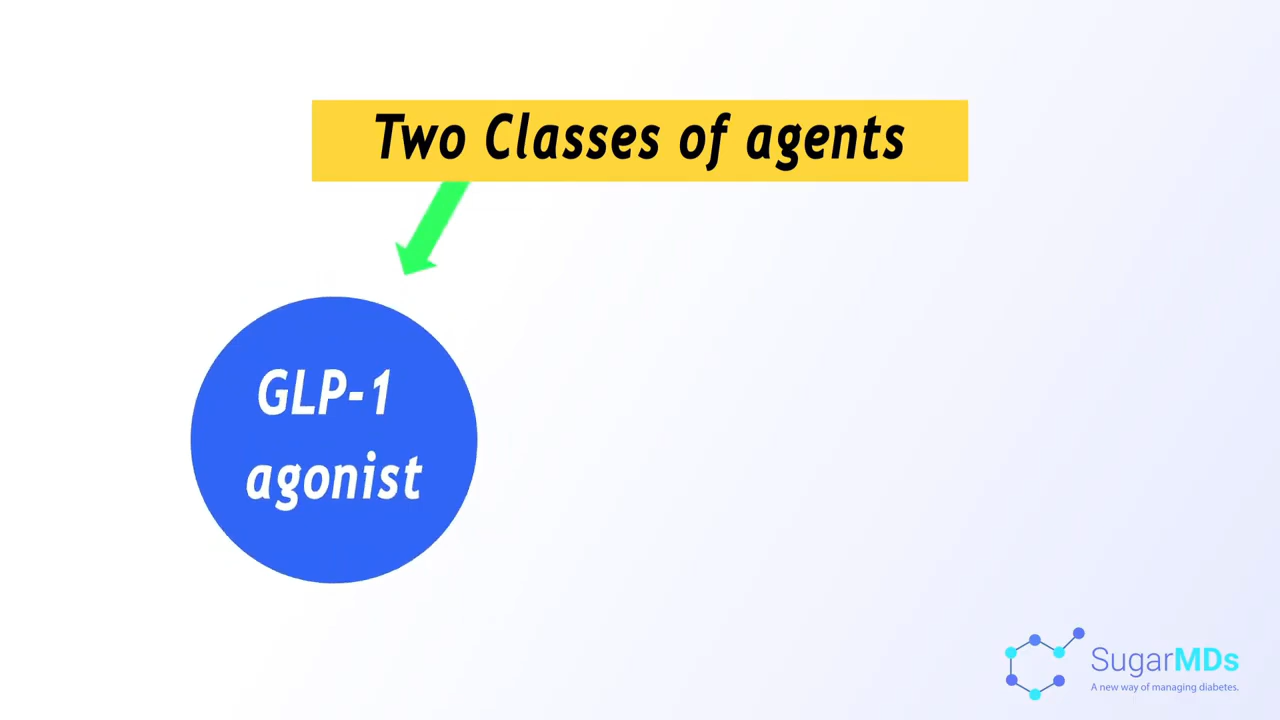 Two Classes of agents
GLP-1
agonist
SugarMDs
A new way of managing diabetes.